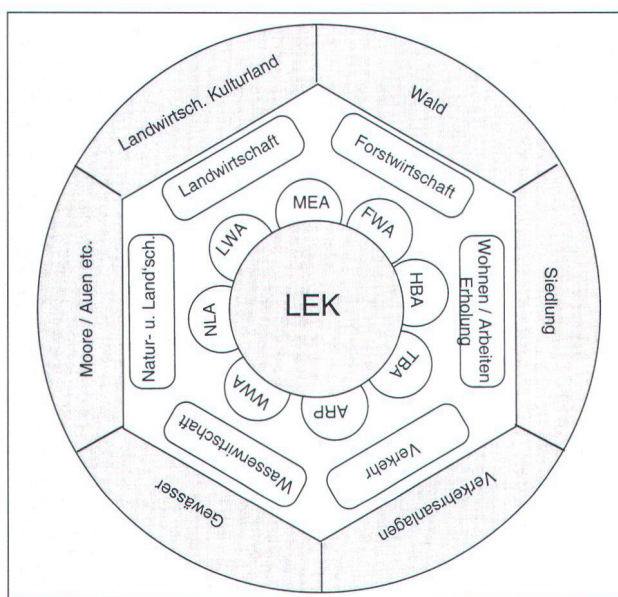 Landwirtsch. Kulturland
Wald
Siedlung
Verkehrsanlagen
Gewässer
Moore / Auen etc.
Landwirtschaft
Forstwirtschaft
Wohnen / Arbeiten
Erholung
Verkehr
Wasserwirtschaft
Natur- u. Land'sch.
MEA
FWA
HBA
TBA
ARP
WWA
NLA
LWA
LEK